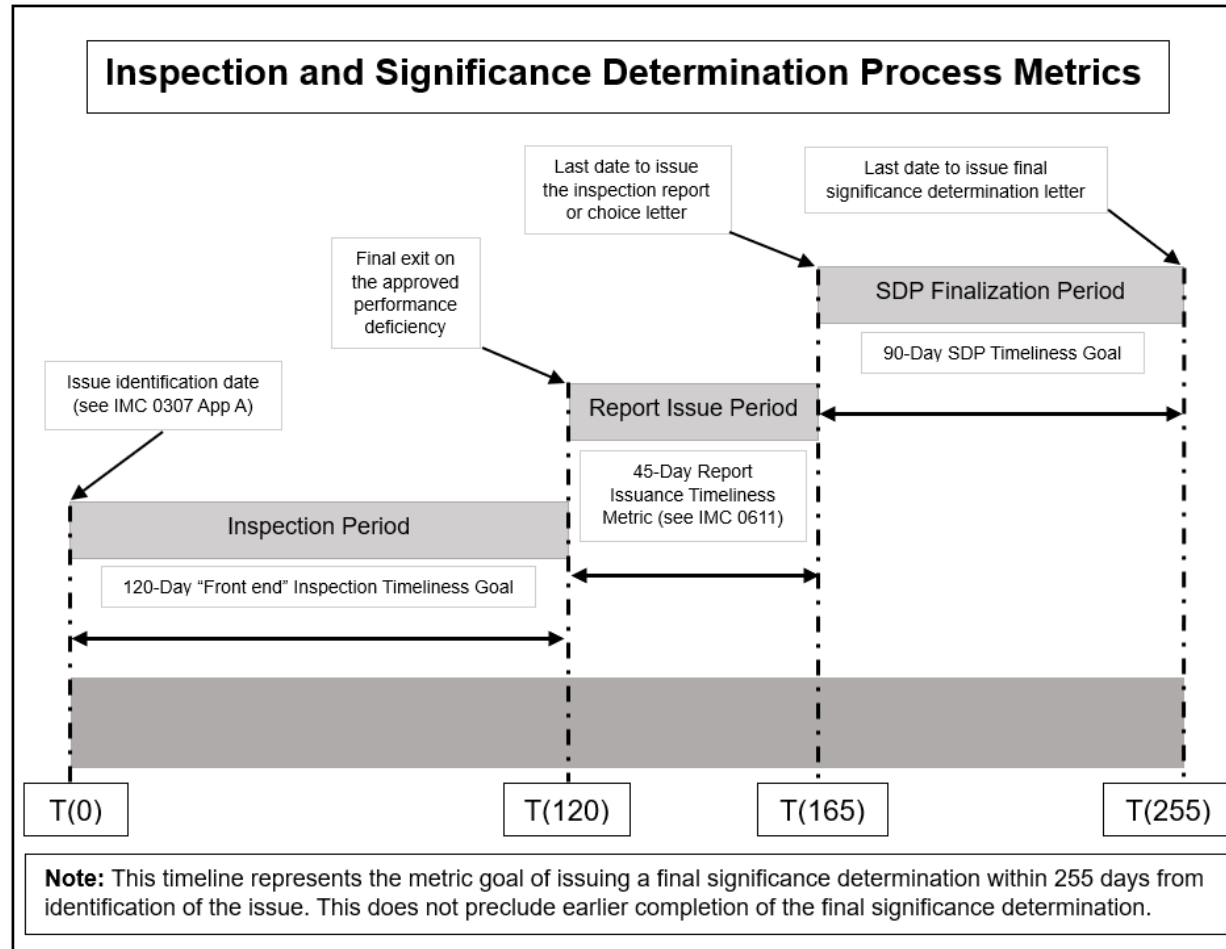 Inspection and Significance Determination Process Metrics
Last date to issue
the inspection report
or choice letter
Last date to issue final
significance determination letter
Final exit on
the approved
performance
deficiency
SDP Finalization Period
90-Day SDP Timeliness Goal
Issue identification date
(see IMC 0307 App A)
Report Issue Period
45-Day Report
Issuance Timeliness
Metric (see IMC 0611)
Inspection Period
120-Day “Front end” Inspection Timeliness Goal
T(0)
T(120)
T(165)
T(255)
Note: This timeline represents the metric goal of issuing a final significance determination within 255 days from
identification of the issue. This does not preclude earlier completion of the final significance determination.